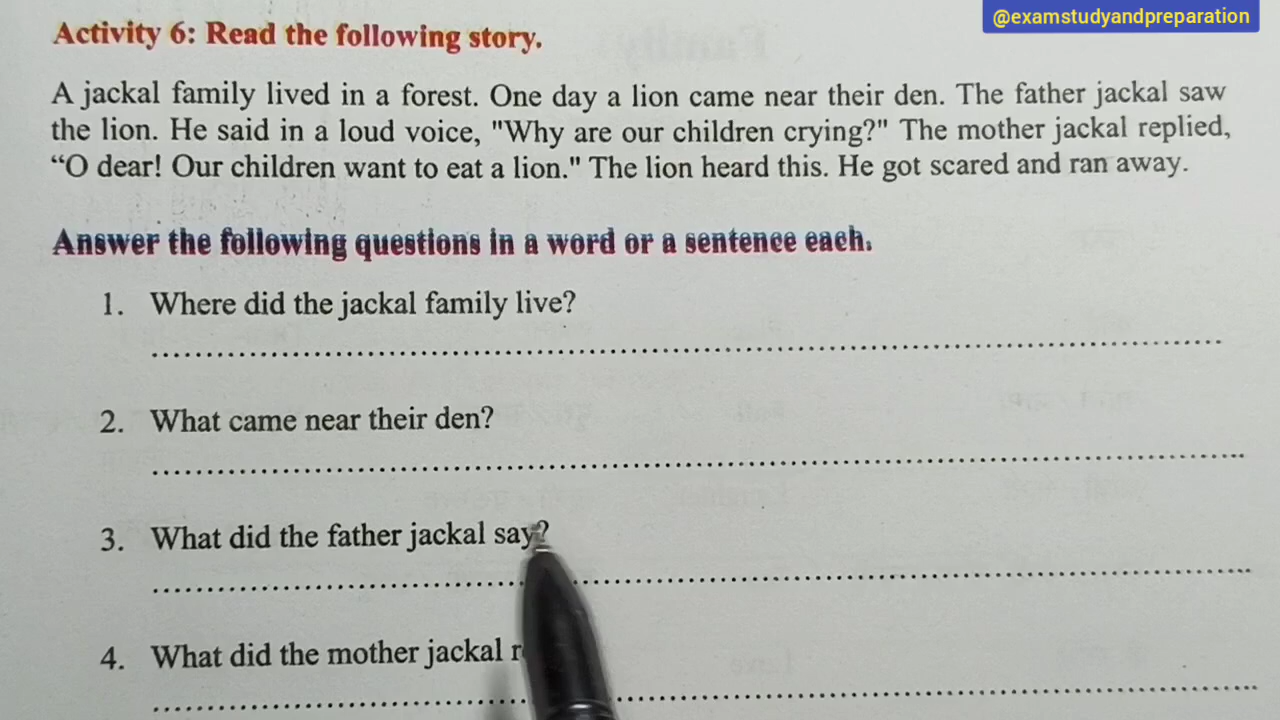 @examstudyandpreparation
Activity 6: Read the following story.
A jackal family lived in a forest. One day a lion came near their den. The father jackal saw
the lion. He said in a loud voice, "Why are our children crying?" The mother jackal replied,
“O dear! Our children want to eat a lion." The lion heard this. He got scared and ran away.
Answer the following questions in a word or a sentence each.
1. Where did the jackal family live?
2. What came near their den?
3. What did the father jackal say?
4. What did the mother jackal